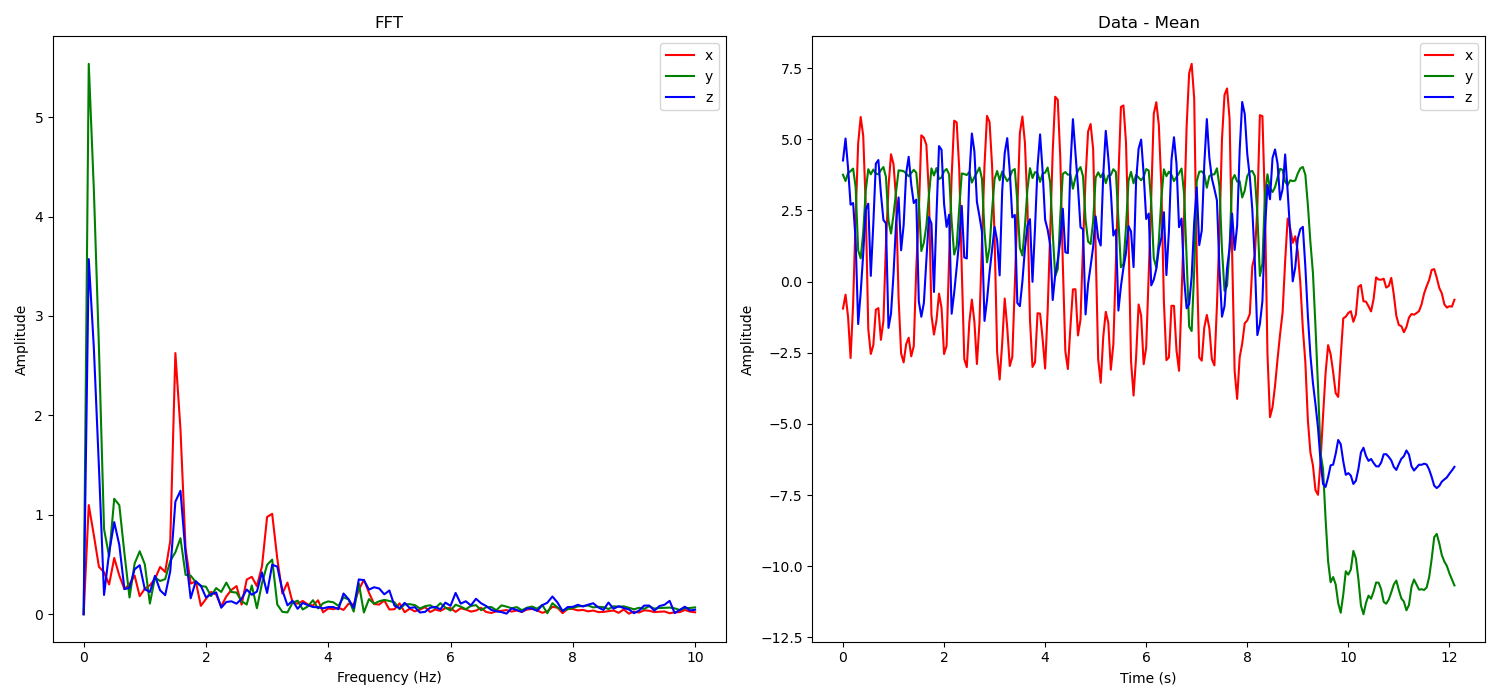 FFT
x
y
z
Amplitude
5
4
3
2
1
0
0 2 4 6 8 10
Frequency (Hz)
Data - Mean
x
y
z
Amplitude
7.5
5.0
2.5
0.0
−2.5
−5.0
−7.5
−10.0
−12.5
0 2 4 6 8 10 12
Time (s)